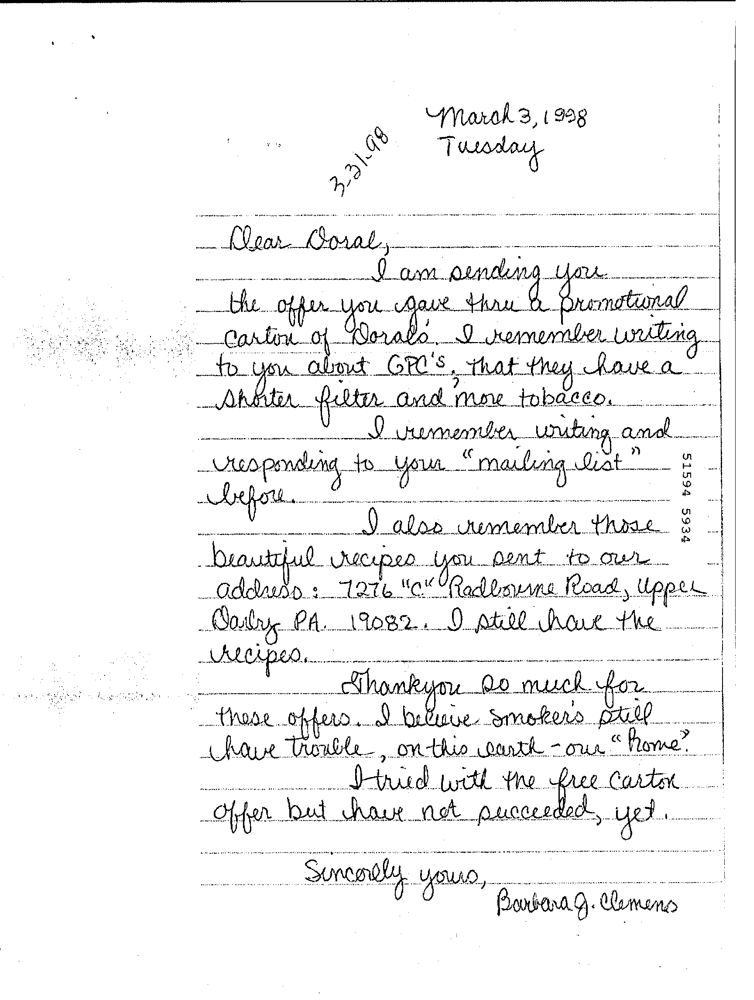 March 3, 1998
Tuesday
3-31-98
Dear Doral,
I am sending you
the offer you gave thru a promotional
carton of Dorals'. I remember writing
to you about GPC's, that they have a
shorter filter and more tobacco.
I remember writing and
responding to your "mailing list"
before.
I also remember those
beautiful recipes you sent to our
address: 7276 "C" Radbourne Road, Upper
Darby PA. 19082. I still have the
recipes.
Thankyou so much for
these offers. I believe smoker's still
have trouble, on this earth - our "home".
I tried with the free carton
offer but have not succeeded, yet.
Sincerely yours,
Barbara J. Clemens
51594 5934